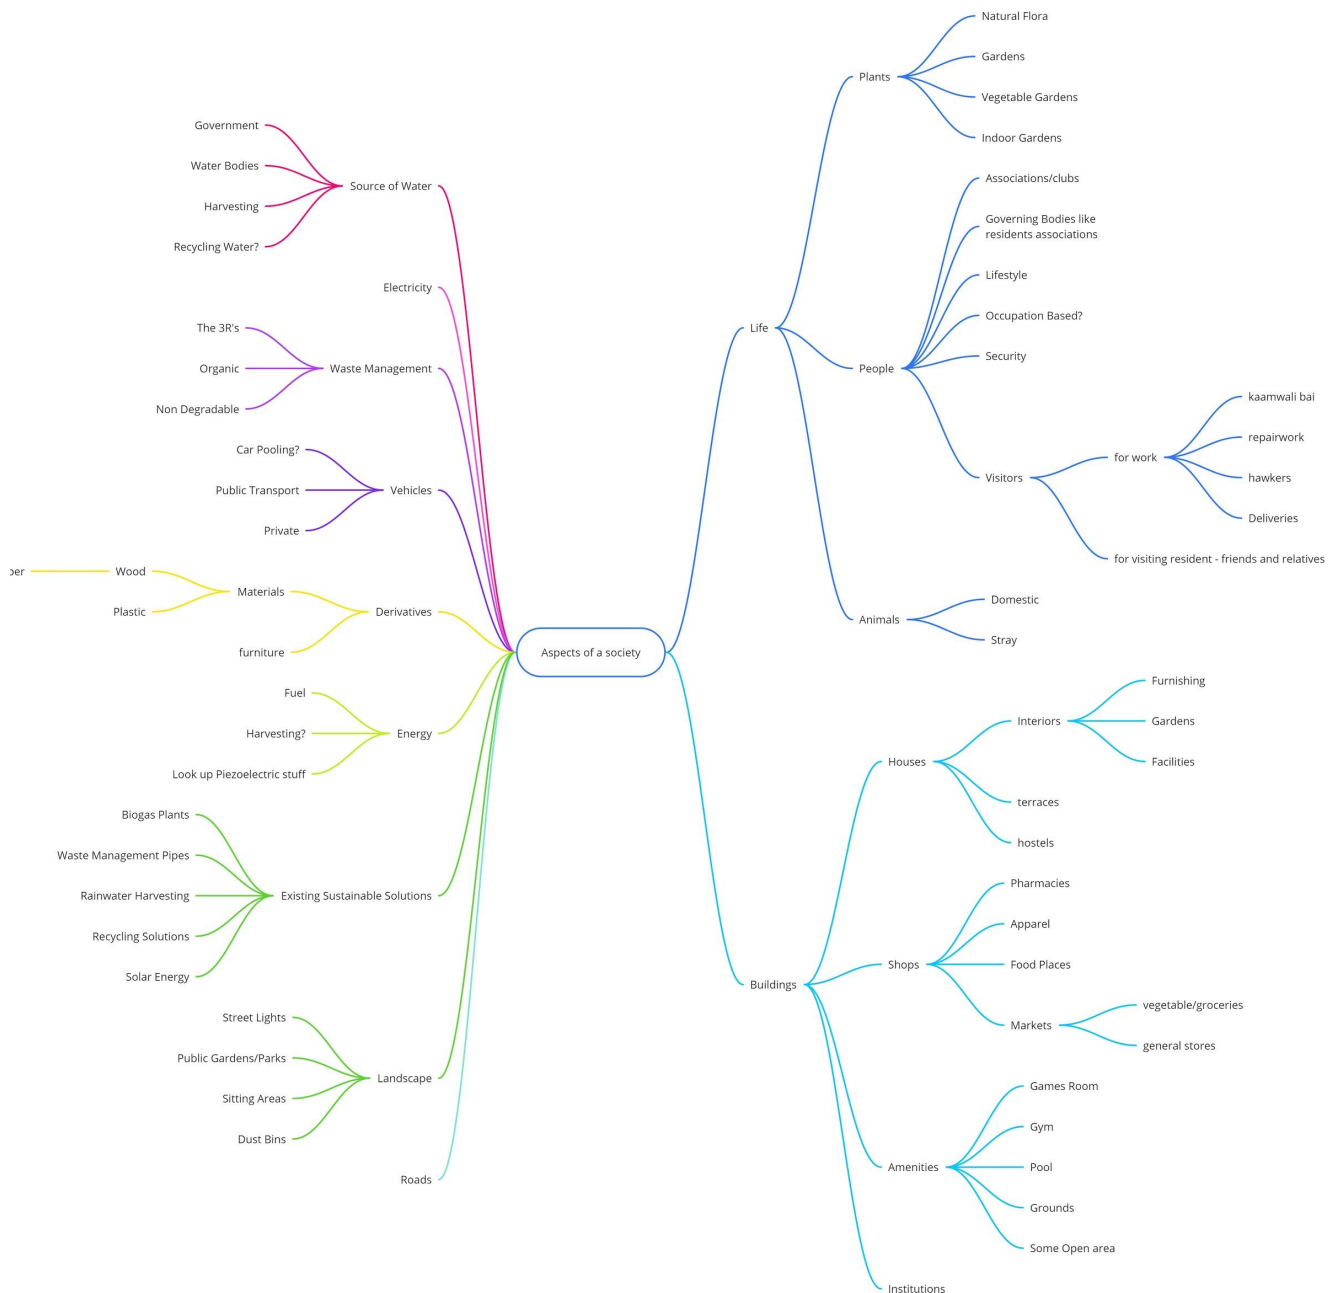 Natural Flora
Gardens
Plants
Vegetable Gardens
Indoor Gardens
Government
Water Bodies
Source of Water
Harvesting
Recycling Water?
Associations/clubs
Governing Bodies like
residents associations
Lifestyle
Occupation Based?
Security
Electricity
The 3R's
Organic
Waste Management
Non Degradable
Life
People
kaamwali bai
repairwork
for work
hawkers
Deliveries
Visitors
for visiting resident - friends and relatives
Car Pooling?
Public Transport
Vehicles
Private
Wood
Materials
Plastic
Derivatives
furniture
Animals
Domestic
Stray
Aspects of a society
Fuel
Harvesting?
Energy
Look up Piezoelectric stuff
Furnishing
Interiors
Gardens
Facilities
Houses
terraces
hostels
Biogas Plants
Waste Management Pipes
Rainwater Harvesting
Existing Sustainable Solutions
Recycling Solutions
Solar Energy
Pharmacies
Apparel
Shops
Food Places
Markets
vegetable/groceries
general stores
Buildings
Street Lights
Public Gardens/Parks
Landscape
Sitting Areas
Dust Bins
Roads
Games Room
Gym
Amenities
Pool
Grounds
Some Open area
Institutions